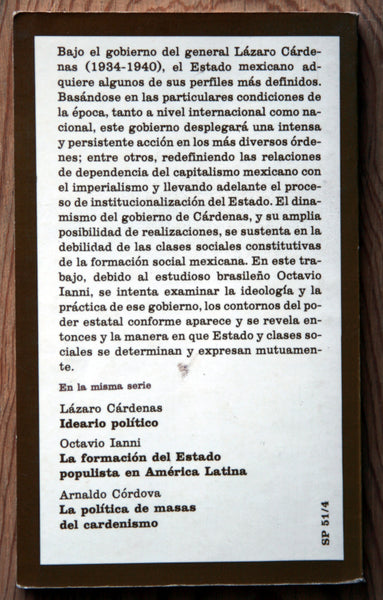 Bajo el gobierno del general Lázaro Cárde-
nas (1934-1940), el Estado mexicano ad-
quiere algunos de sus perfiles más definidos.
Basándose en las particulares condiciones de
la época, tanto a nivel internacional como na-
cional, este gobierno desplegará una intensa
y persistente acción en los más diversos órde-
nes; entre otros, redefiniendo las relaciones
de dependencia del capitalismo mexicano con
el imperialismo y llevando adelante el proce-
so de institucionalización del Estado. El dina-
mismo del gobierno de Cárdenas, y su amplia
posibilidad de realizaciones, se sustenta en la
debilidad de las clases sociales constitutivas
de la formación social mexicana. En este tra-
bajo, debido al estudioso brasileño Octavio
Ianni, se intenta examinar la ideología y la
práctica de ese gobierno, los contornos del po-
der estatal conforme aparece y se revela en-
tonces y la manera en que Estado y clases so-
ciales se determinan y expresan mutuamen-
te.
En la misma serie
Lázaro Cárdenas
Ideario político
Octavio Ianni
La formación del Estado
populista en América Latina
Arnaldo Córdova
La política de masas
del cardenismo
SP 51/4